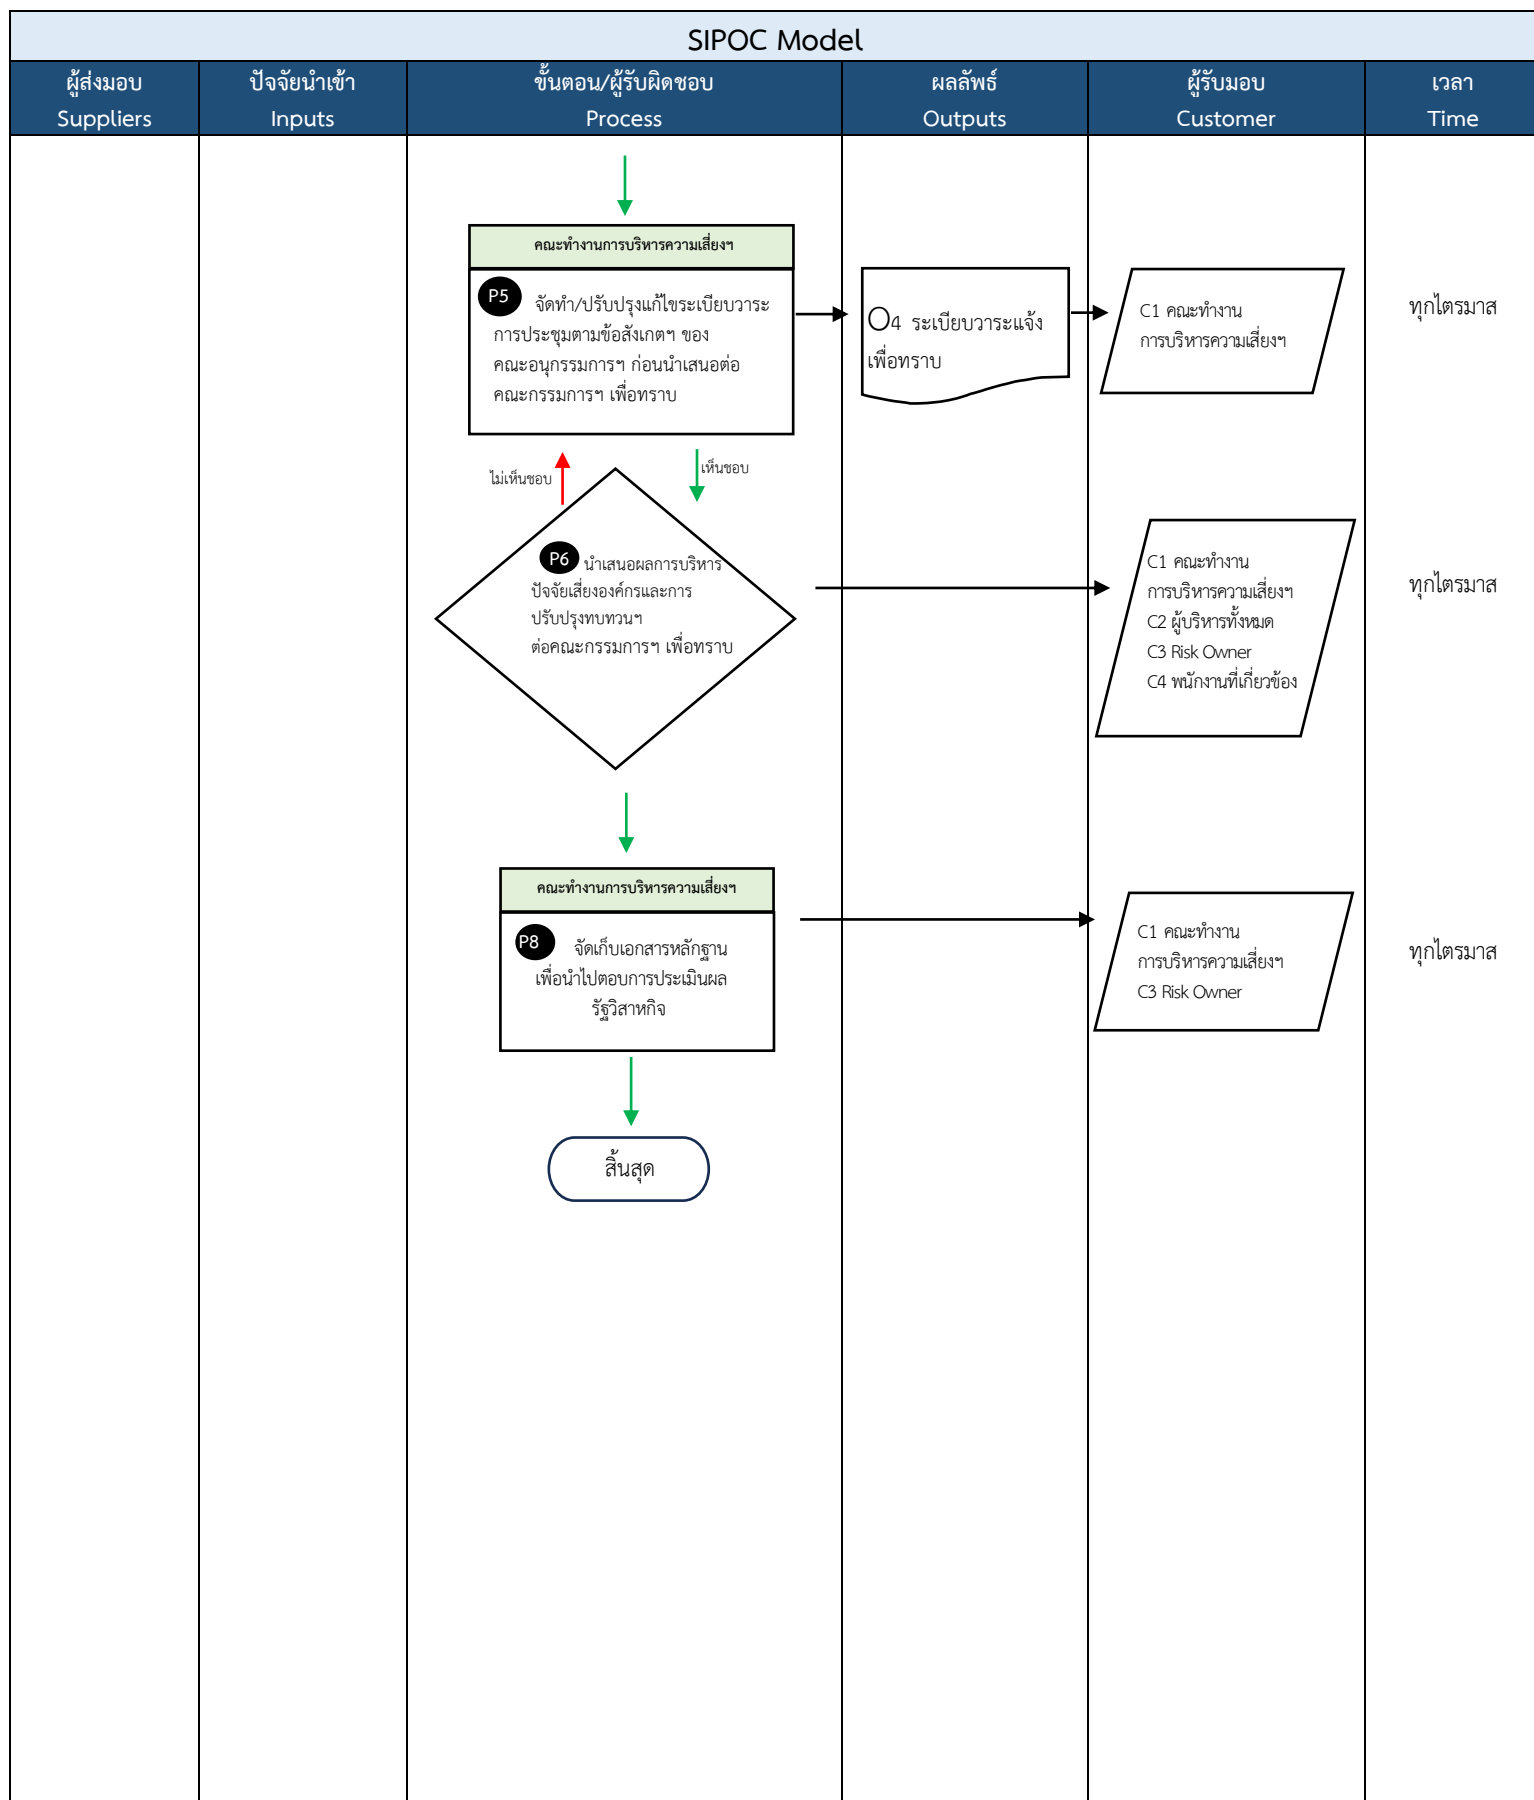 SIPOC Model
ผู้ส่งมอบ
Suppliers
ปัจจัยนำเข้า
Inputs
ขั้นตอน/ผู้รับผิดชอบ
Process
ผลลัพธ์
Outputs
ผู้รับมอบ
Customer
เวลา
Time
คณะทำงานการบริหารความเสี่ยงฯ
P5 จัดทำ/ปรับปรุงแก้ไขระเบียบวาระ
การประชุมตามข้อสังเกตฯ ของ
คณะอนุกรรมการฯ ก่อนนำเสนอต่อ
คณะกรรมการฯ เพื่อทราบ
O4 ระเบียบวาระแจ้ง
เพื่อทราบ
C1 คณะทำงาน
การบริหารความเสี่ยงฯ
ทุกไตรมาส
ไม่เห็นชอบ
เห็นชอบ
P6 นำเสนอผลการบริหาร
ปัจจัยเสี่ยงองค์กรและการ
ปรับปรุงทบทวนฯ
ต่อคณะกรรมการฯ เพื่อทราบ
C1 คณะทำงาน
การบริหารความเสี่ยงฯ
C2 ผู้บริหารทั้งหมด
C3 Risk Owner
C4 พนักงานที่เกี่ยวข้อง
ทุกไตรมาส
คณะทำงานการบริหารความเสี่ยงฯ
P8 จัดเก็บเอกสารหลักฐาน
เพื่อนำไปตอบการประเมินผล
รัฐวิสาหกิจ
C1 คณะทำงาน
การบริหารความเสี่ยงฯ
C3 Risk Owner
ทุกไตรมาส
สิ้นสุด